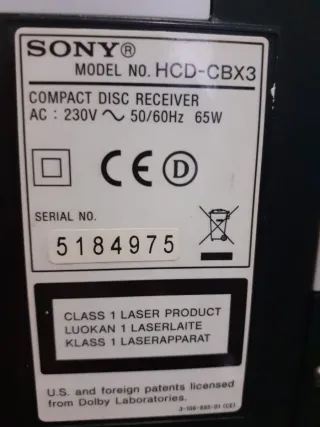 SONY®
MODEL NO. HCD-CBX3
COMPACT DISC RECEIVER
AC : 230V ~ 50/60Hz 65W
CE D
SERIAL NO.
5184975
CLASS 1 LASER PRODUCT
LUOKAN 1 LASERLAITE
KLASS 1 LASERAPPARAT
U.S. and foreign patents licensed
from Dolby Laboratories.